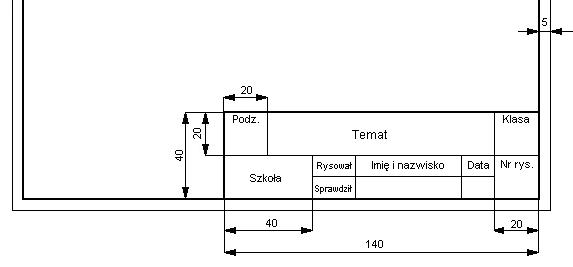 5
20
Podz.
Klasa
20
Temat
40
Rysował
Imię i nazwisko
Data
Nr rys.
Szkoła
Sprawdził
40
20
140